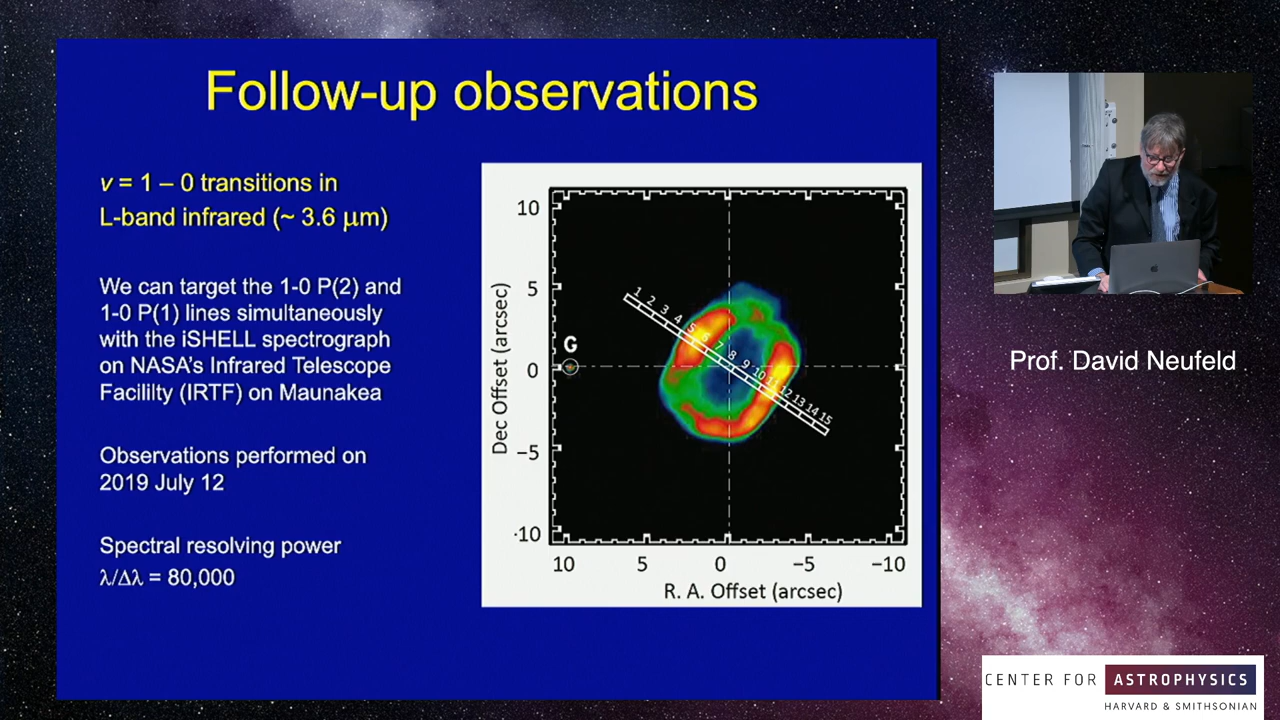 Follow-up observations
v = 1 – 0 transitions in
L-band infrared (~ 3.6 μm)
We can target the 1-0 P(2) and
1-0 P(1) lines simultaneously
with the iSHELL spectrograph
on NASA's Infrared Telescope
Facililty (IRTF) on Maunakea
Observations performed on
2019 July 12
Spectral resolving power
λ/Δλ = 80,000
10
5
0
−5
-10
Dec Offset (arcsec)
G
1 2 3 4 5 6 7 8 9 10 11 12 13 14 15
10 5 0 −5 −10
R. A. Offset (arcsec)
Prof. David Neufeld
CENTER FOR ASTROPHYSICS
HARVARD & SMITHSONIAN